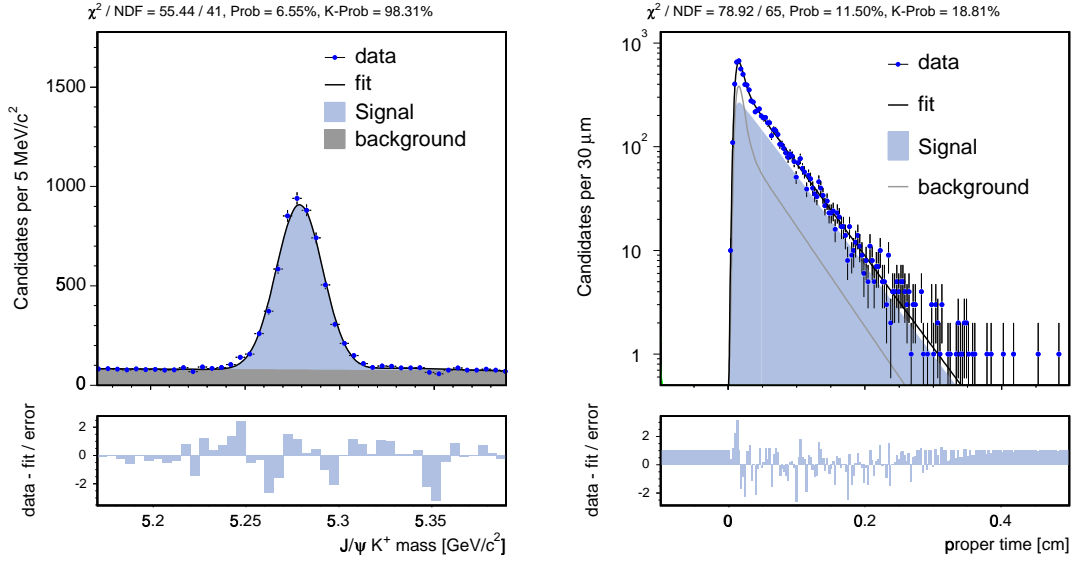 χ² / NDF = 55.44 / 41, Prob = 6.55%, K-Prob = 98.31%
Candidates per 5 MeV/c²
1500
1000
500
0
data
fit
Signal
background
data - fit / error
2
0
-2
5.2
5.25
5.3
5.35
J/ψ K⁺ mass [GeV/c²]
χ² / NDF = 78.92 / 65, Prob = 11.50%, K-Prob = 18.81%
Candidates per 30 μm
10³
10²
10
1
data
fit
Signal
background
data - fit / error
2
0
-2
0
0.2
0.4
proper time [cm]